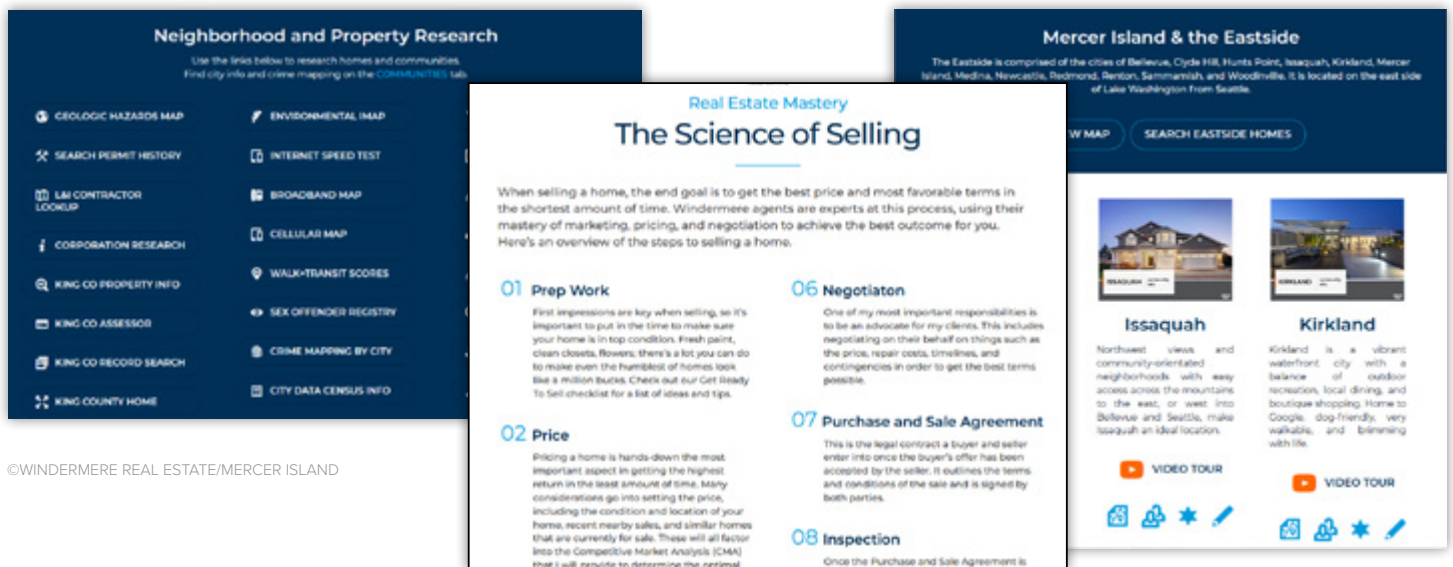 Neighborhood and Property Research
Use the links below to research homes and communities.
Find city info and crime mapping on the COMMUNITIES tab.
GEOLOGIC HAZARDS MAP
SEARCH PERMIT HISTORY
L&I CONTRACTOR
LOOKUP
CORPORATION RESEARCH
KING CO PROPERTY INFO
KING CO ASSESSOR
KING CO RECORD SEARCH
KING COUNTY HOME
ENVIRONMENTAL IMAP
INTERNET SPEED TEST
BROADBAND MAP
CELLULAR MAP
WALK+TRANSIT SCORES
SEX OFFENDER REGISTRY
CRIME MAPPING BY CITY
CITY DATA CENSUS INFO
©WINDERMERE REAL ESTATE/MERCER ISLAND
Real Estate Mastery
The Science of Selling
When selling a home, the end goal is to get the best price and most favorable terms in
the shortest amount of time. Windermere agents are experts at this process, using their
mastery of marketing, pricing, and negotiation to achieve the best outcome for you.
Here's an overview of the steps to selling a home.
01 Prep Work
First impressions are key when selling, so it's
important to put in the time to make sure
your home is in top condition. Fresh paint,
clean closets, flowers; there's a lot you can do
to make even the humblest of homes look
like a million bucks. Check out our Get Ready
To Sell checklist for a list of ideas and tips.
02 Price
Pricing a home is hands-down the most
important aspect in getting the highest
return in the least amount of time. Many
considerations go into setting the price,
including the condition and location of your
home, recent nearby sales, and similar homes
that are currently for sale. These will all factor
into the Competitive Market Analysis (CMA)
that I will provide to determine the optimal
06 Negotiaton
One of my most important responsibilities is
to be an advocate for my clients. This includes
negotiating on their behalf on things such as
the price, repair costs, timelines, and
contingencies in order to get the best terms
possible.
07 Purchase and Sale Agreement
This is the legal contract a buyer and seller
enter into once the buyer's offer has been
accepted by the seller. It outlines the terms
and conditions of the sale and is signed by
both parties.
08 Inspection
Once the Purchase and Sale Agreement is
Mercer Island & the Eastside
The Eastside is comprised of the cities of Bellevue, Clyde Hill, Hunts Point, Issaquah, Kirkland, Mercer
Island, Medina, Newcastle, Redmond, Renton, Sammamish, and Woodinville. It is located on the east side
of Lake Washington from Seattle.
W MAP
SEARCH EASTSIDE HOMES
ISSAQUAH
Issaquah
Northwest views and
community-orientated
neighborhoods with easy
access across the mountains
to the east, or west into
Bellevue and Seattle, make
Issaquah an ideal location.
VIDEO TOUR
KIRKLAND
Kirkland
Kirkland is a vibrant
waterfront city with a
balance of outdoor
recreation, local dining, and
boutique shopping. Home to
Google, dog-friendly, very
walkable, and brimming
with life.
VIDEO TOUR